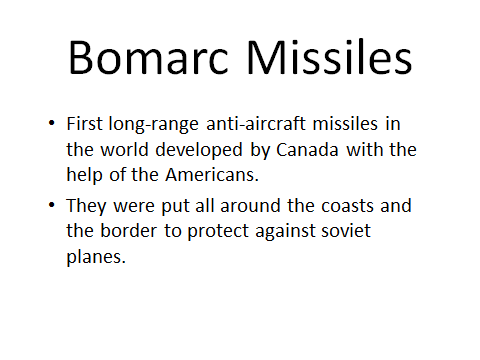 Bomarc Missiles
• First long-range anti-aircraft missiles in
the world developed by Canada with the
help of the Americans.
• They were put all around the coasts and
the border to protect against soviet
planes.